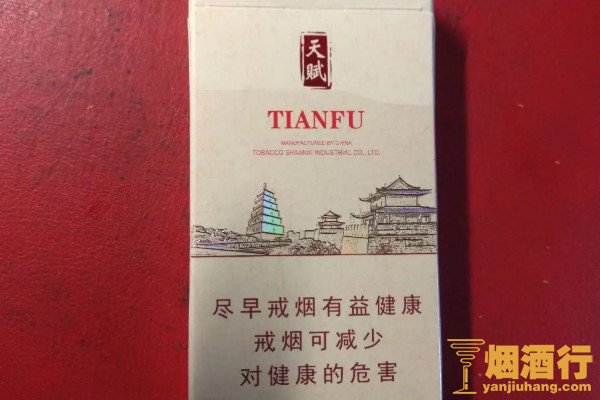 天賦
TIANFU
MANUFACTURED BY CHINA
TOBACCO SHAANXI INDUSTRIAL CO., LTD.
尽早戒烟有益健康
戒烟可减少
对健康的危害
烟酒行
yanjiuhang.com